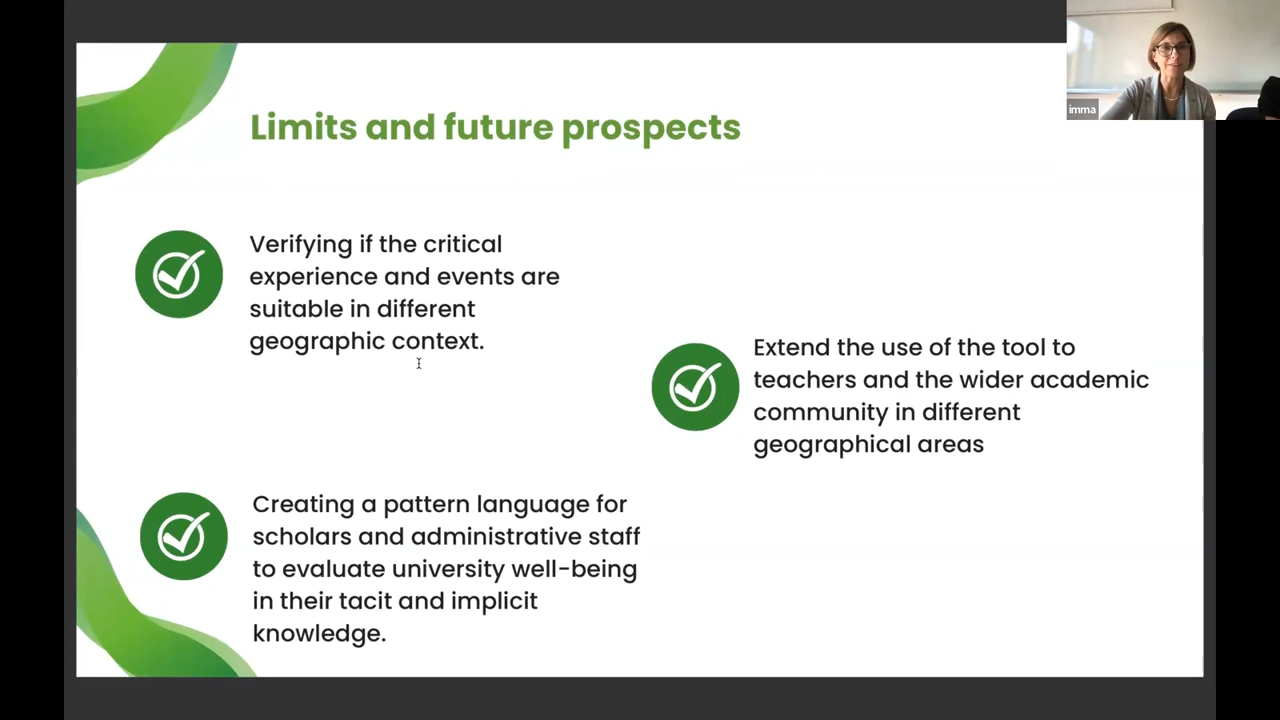 imma
Limits and future prospects
Verifying if the critical
experience and events are
suitable in different
geographic context.
Extend the use of the tool to
teachers and the wider academic
community in different
geographical areas
Creating a pattern language for
scholars and administrative staff
to evaluate university well-being
in their tacit and implicit
knowledge.